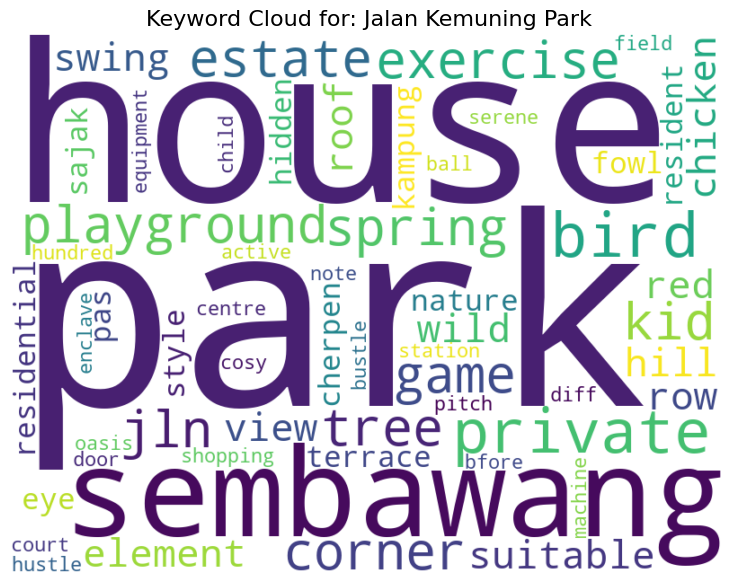 Keyword Cloud for: Jalan Kemuning Park
swing
estate
exercise
field
house
sajak
equipment
child
hidden
roof
kampung
serene
ball
fowl
resident
chicken
playground
spring
bird
hundred
active
park
residential
enclave
pas
style
centre
cosy
note
cherpen
bustle
nature
wild
station
game
red
kid
hill
diff
row
pitch
jln
view
tree
private
oasis
door
shopping
terrace
bfore
machine
sembawang
eye
court
hustle
element
corner
suitable